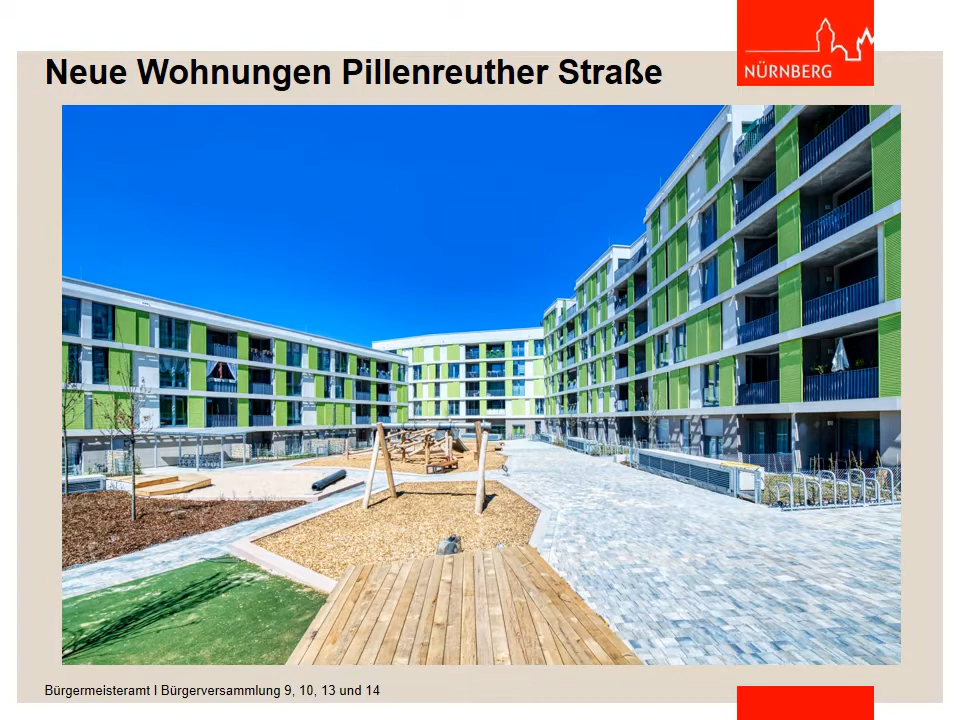 Neue Wohnungen Pillenreuther Straße
NÜRNBERG
Bürgermeisteramt I Bürgerversammlung 9, 10, 13 und 14